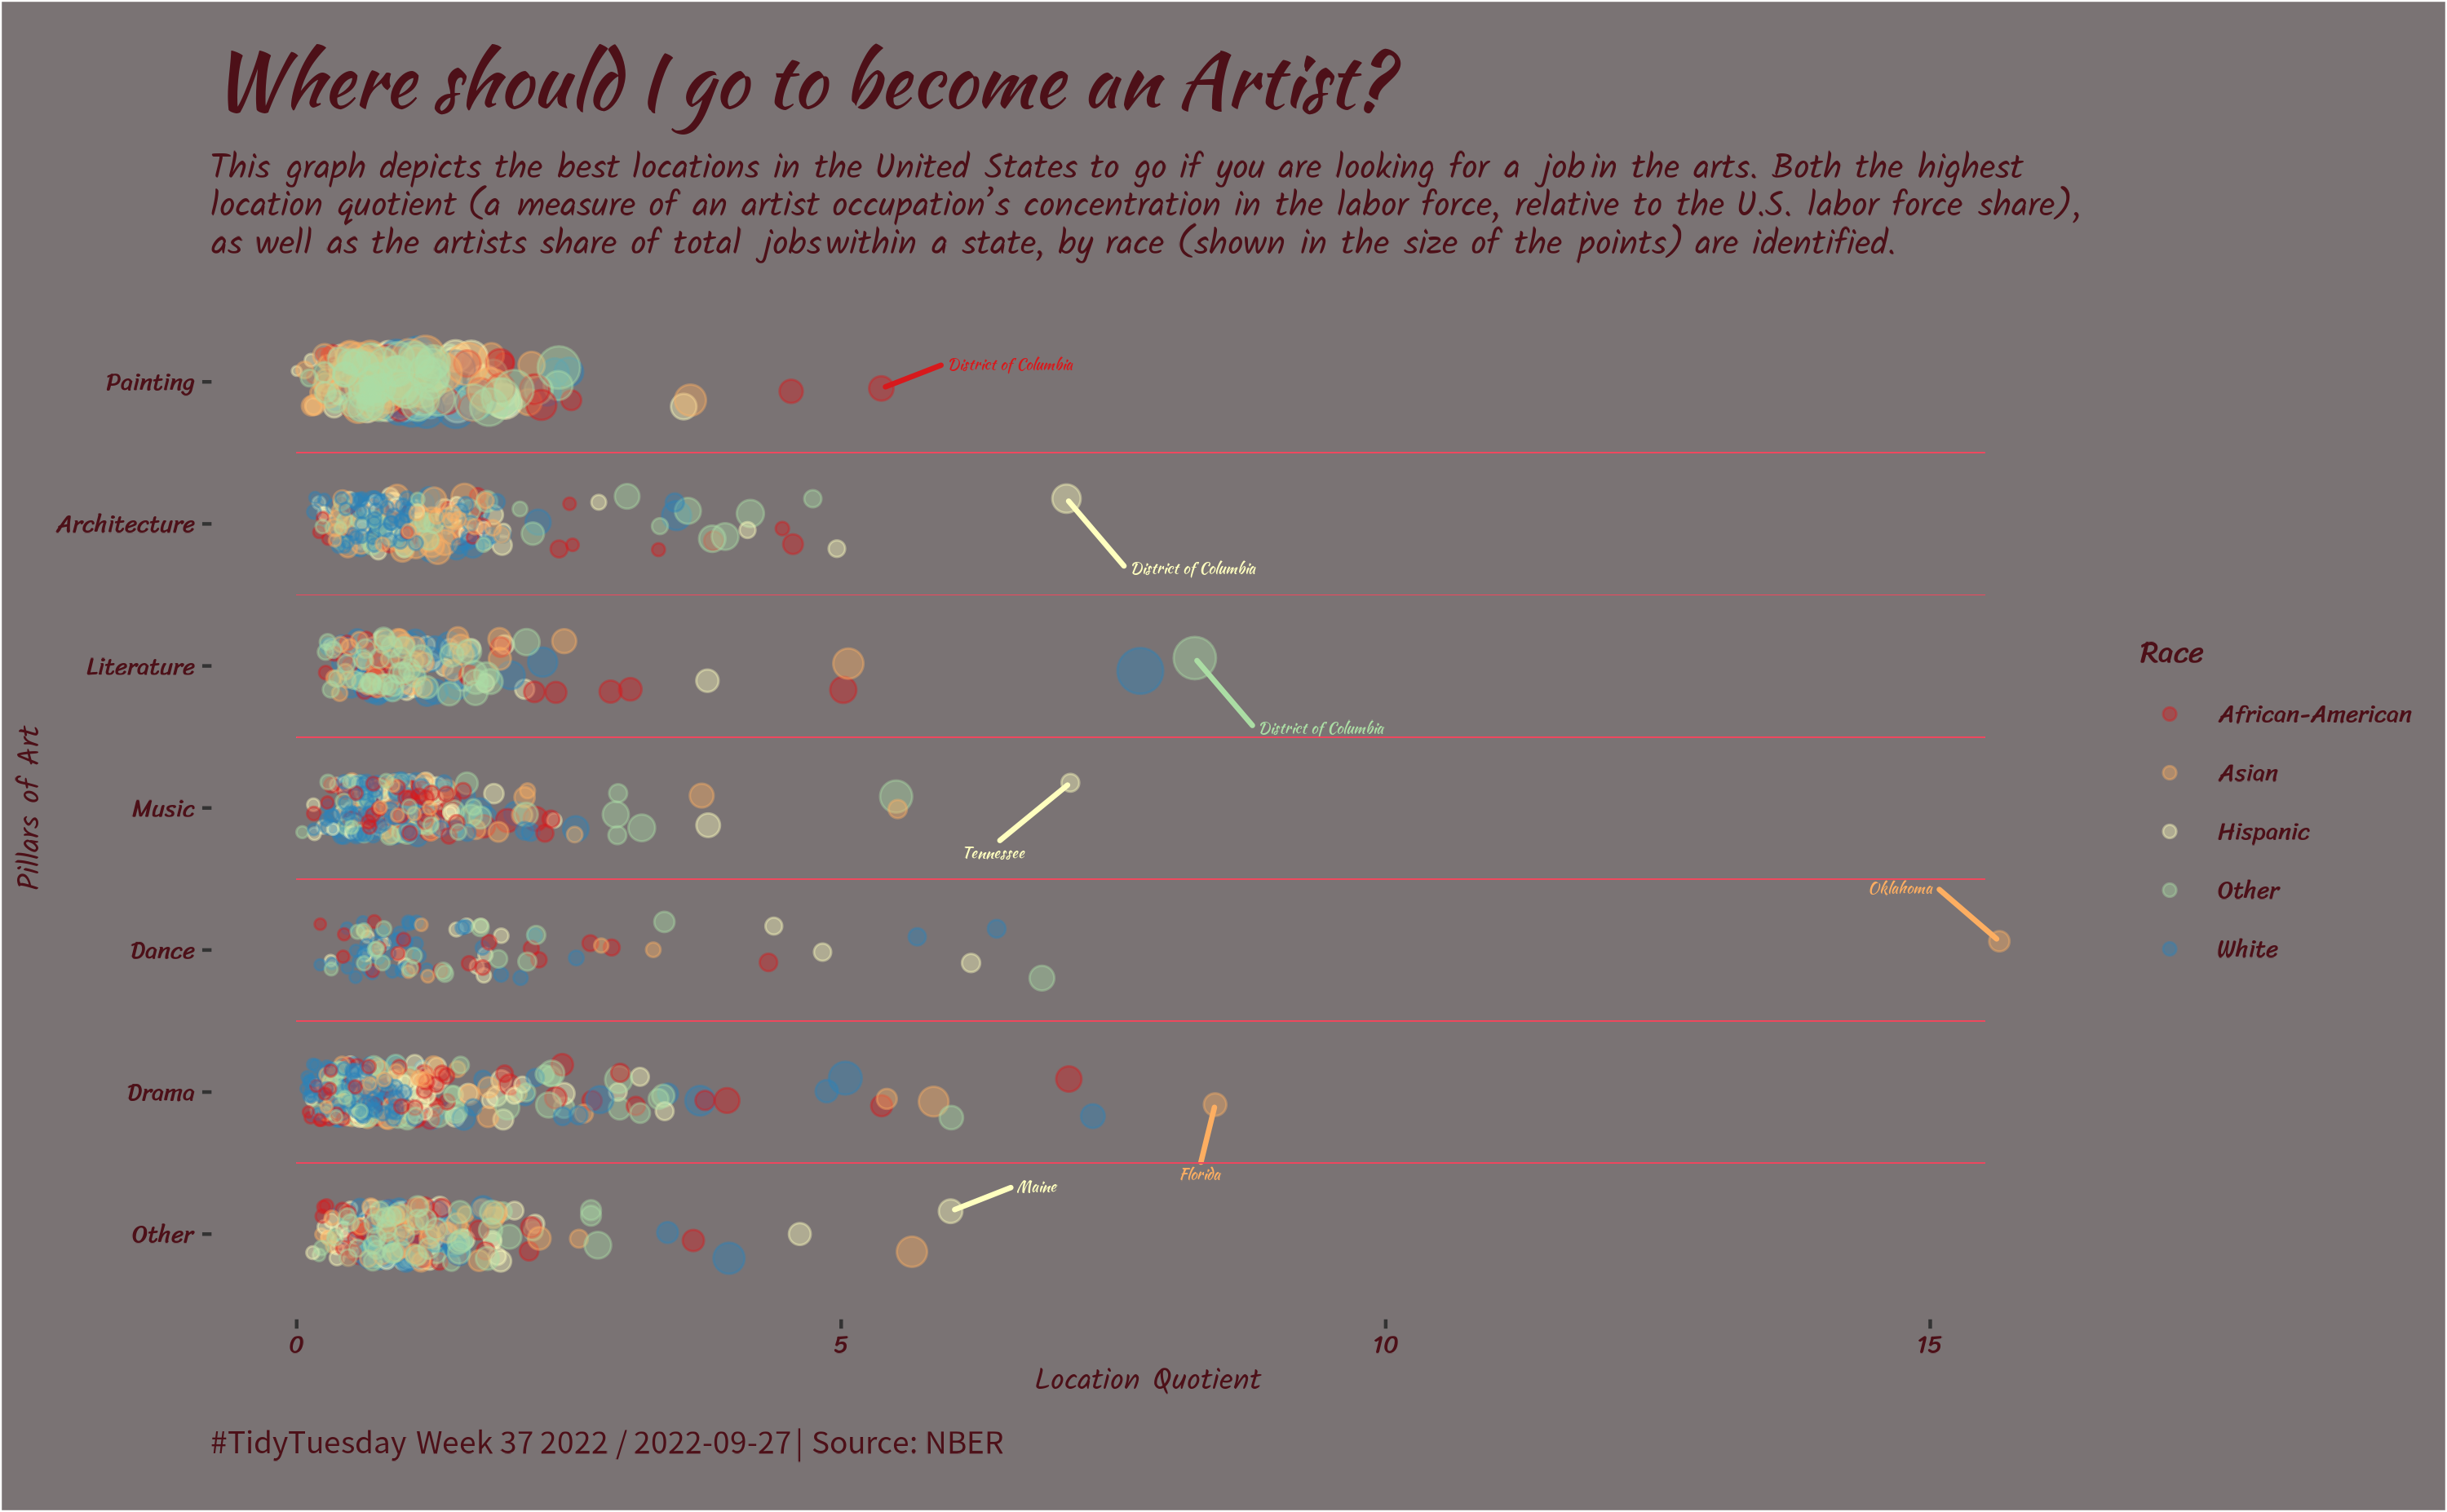 Where should I go to become an Artist?
This graph depicts the best locations in the United States to go if you are looking for a job in the arts. Both the highest
location quotient (a measure of an artist occupation's concentration in the labor force, relative to the U.S. labor force share),
as well as the artists share of total jobs within a state, by race (shown in the size of the points) are identified.
Painting
District of Columbia
Architecture
District of Columbia
Literature
District of Columbia
Music
Tennessee
Dance
Oklahoma
Drama
Florida
Other
Maine
Pillars of Art
0
5
10
15
Location Quotient
Race
African-American
Asian
Hispanic
Other
White
#TidyTuesday Week 37 2022 / 2022-09-27| Source: NBER